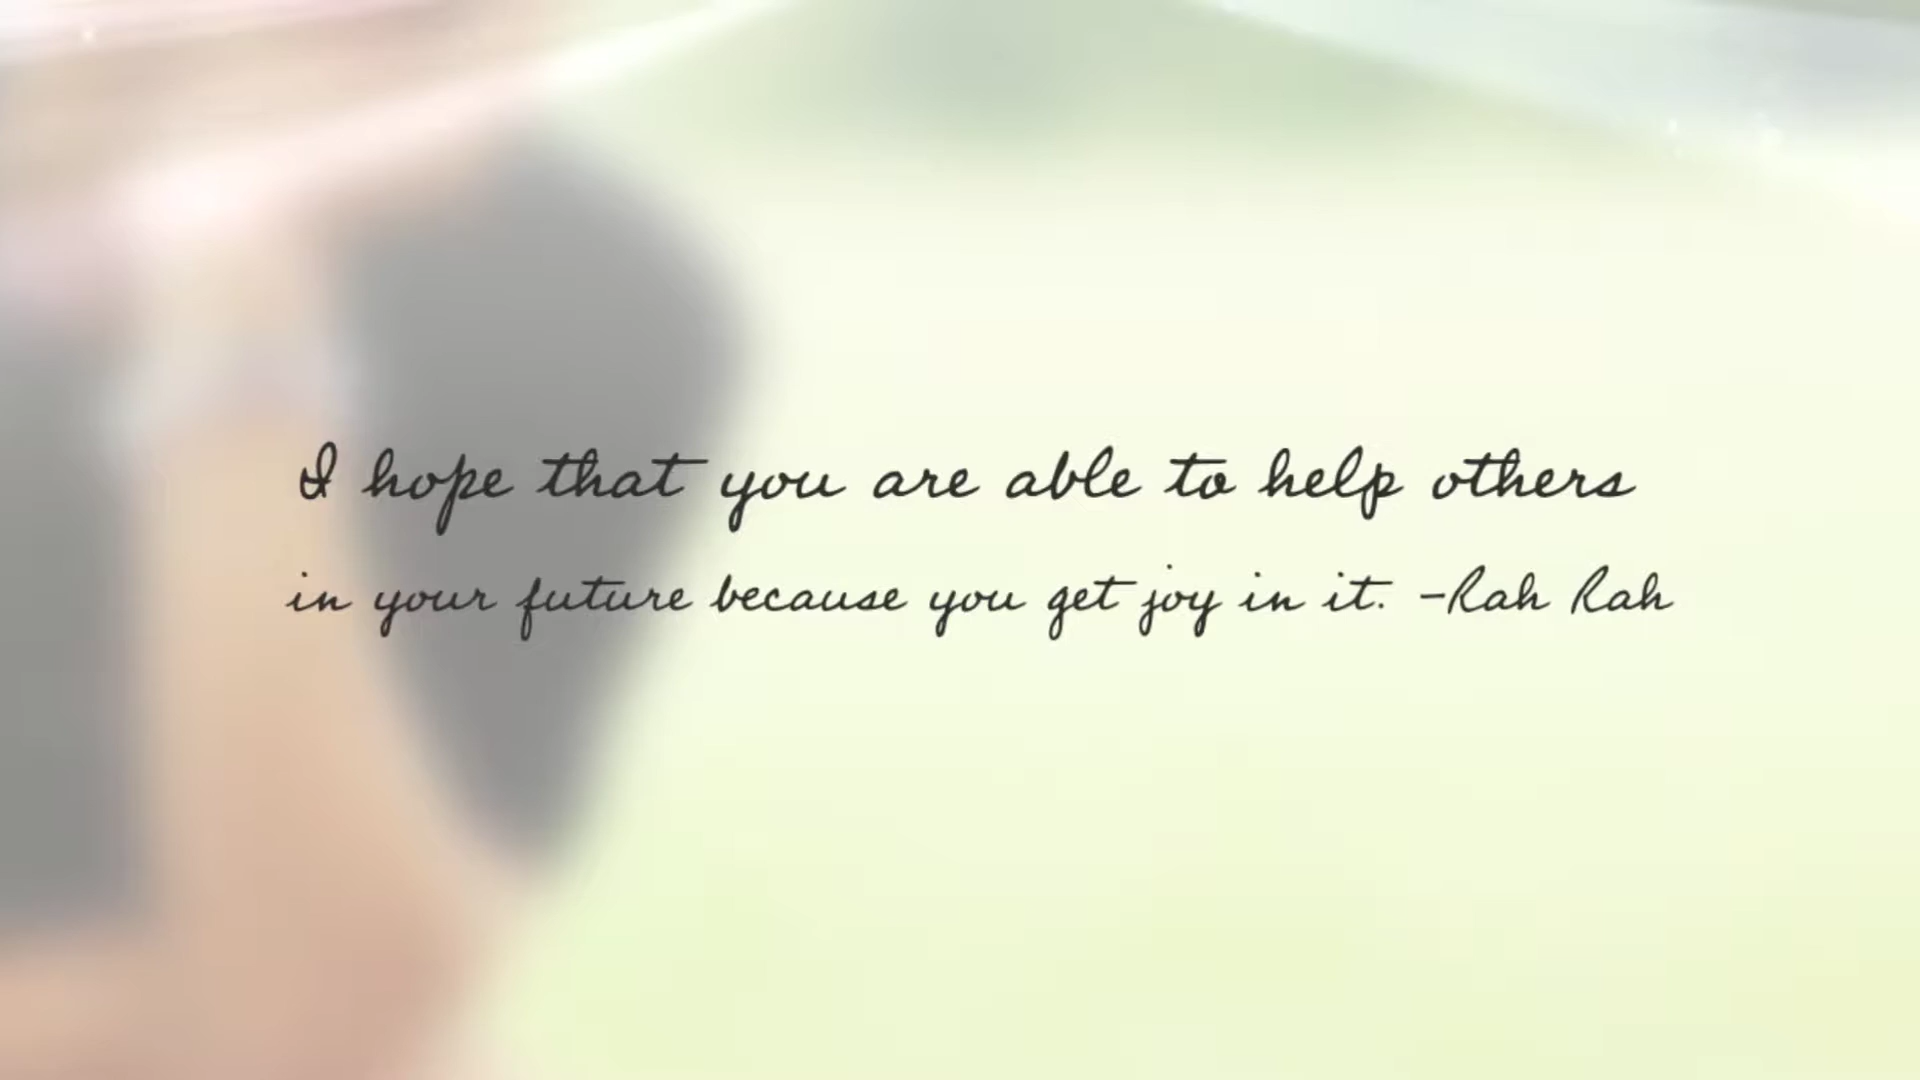 I hope that you are able to help others
in your future because you get joy in it. -Rah Rah